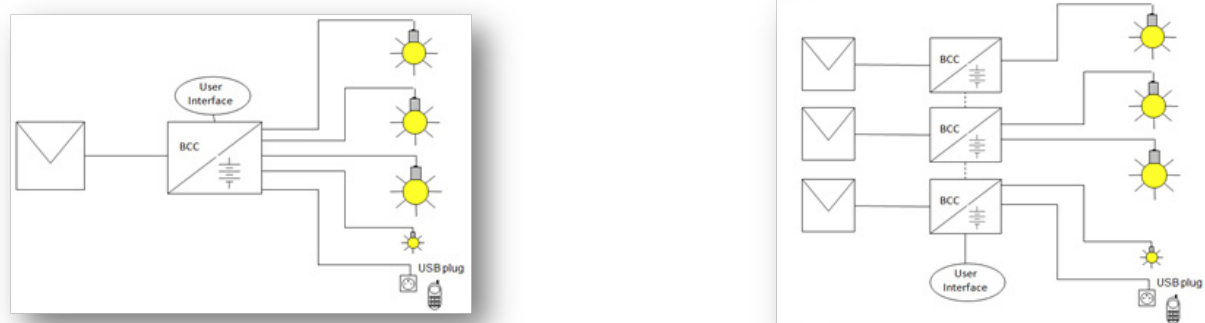 User
Interface
BCC
USB plug
BCC
BCC
BCC
User
Interface
USB plug